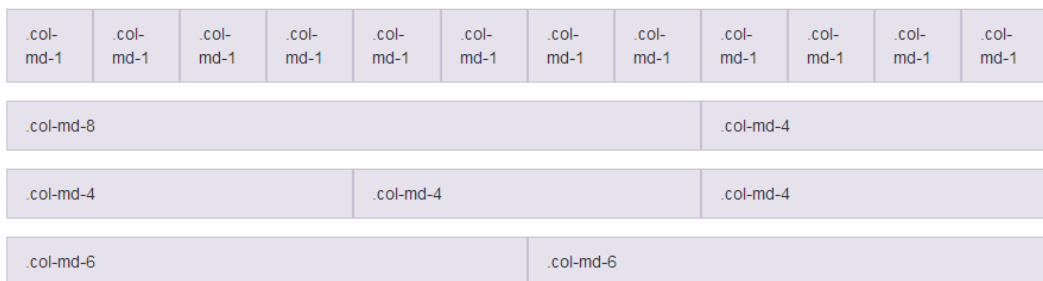 .col- .col- .col- .col- .col- .col- .col- .col- .col- .col- .col- .col-
md-1 md-1 md-1 md-1 md-1 md-1 md-1 md-1 md-1 md-1 md-1 md-1
.col-md-8 .col-md-4
.col-md-4 .col-md-4 .col-md-4
.col-md-6 .col-md-6